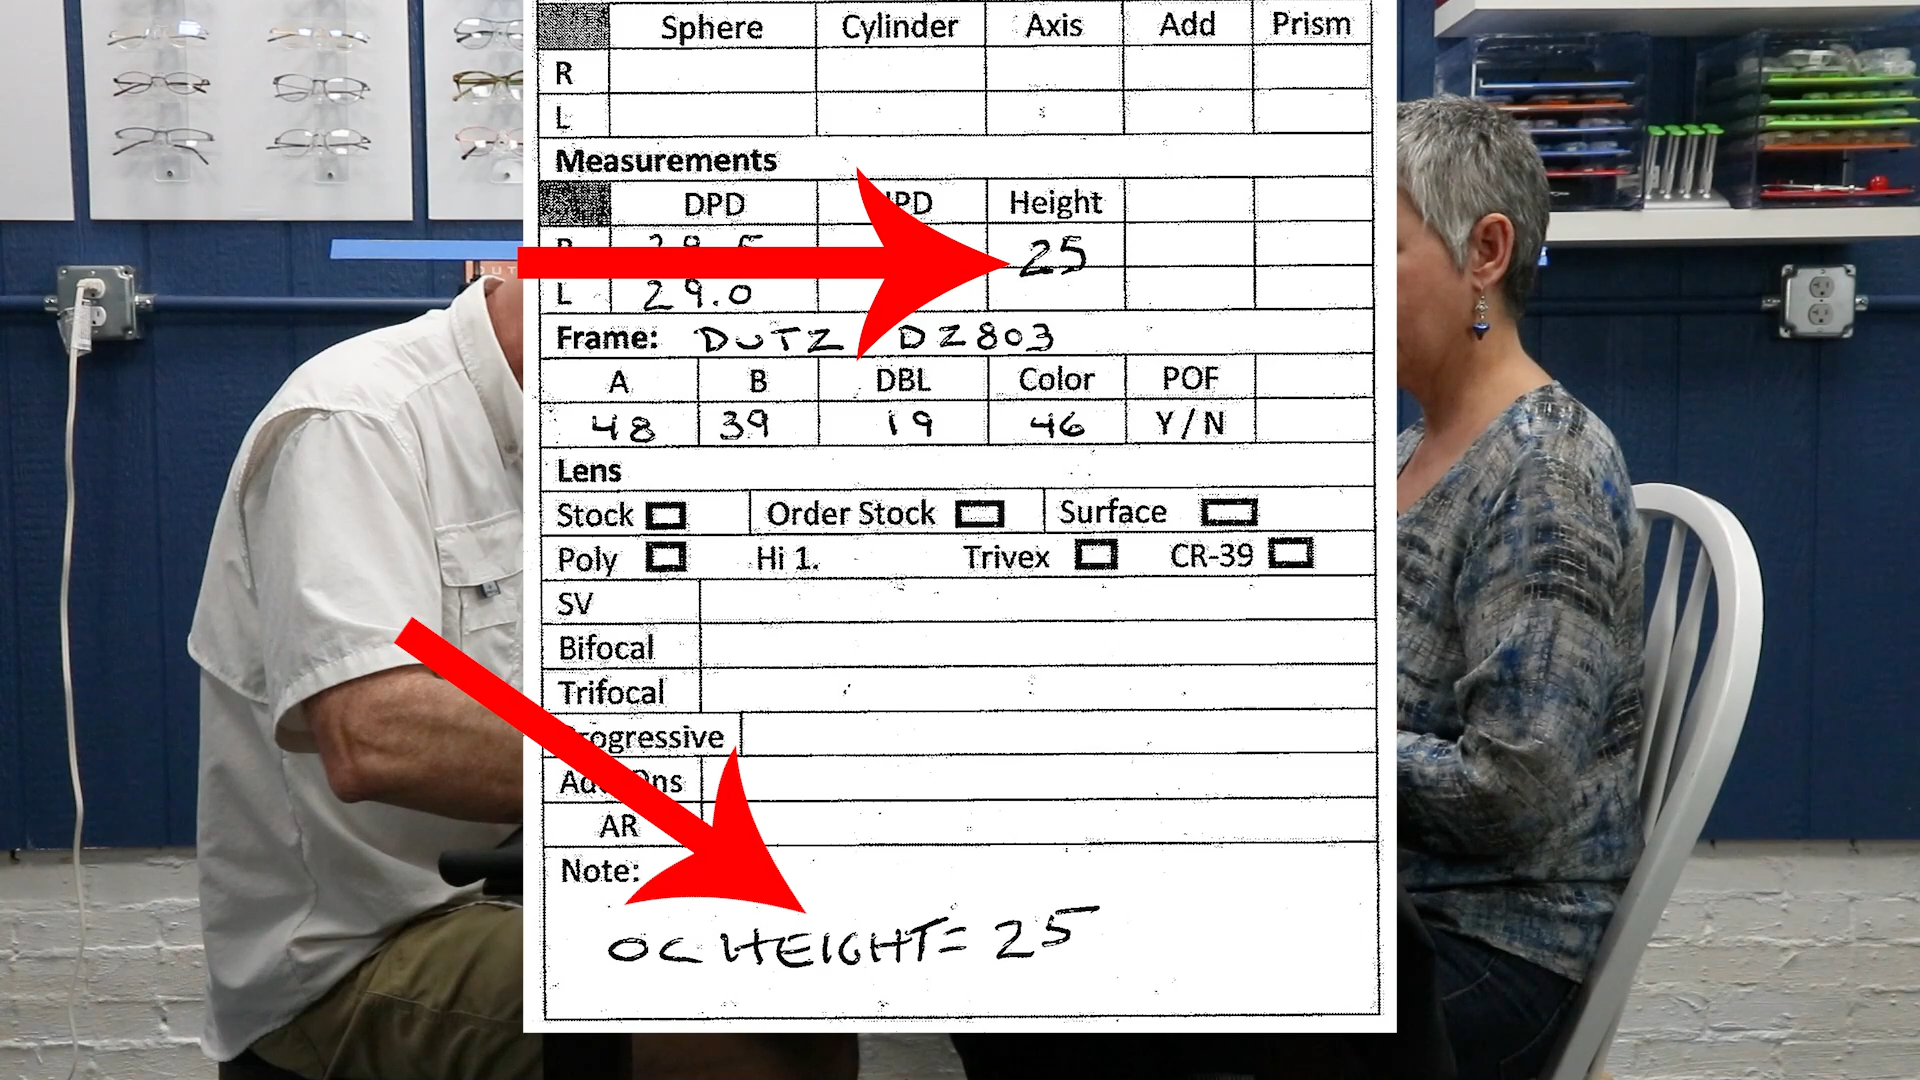 Sphere Cylinder Axis Add Prism
R
L
Measurements
DPD Height
25
L 29.0
Frame: DUTZ DZ803
A B DBL Color POF
48 39 19 46 Y / N
Lens
Stock Order Stock Surface
Poly Hi 1. Trivex CR-39
SV
Bifocal
Trifocal
AR
Note:
OC HEIGHT = 25